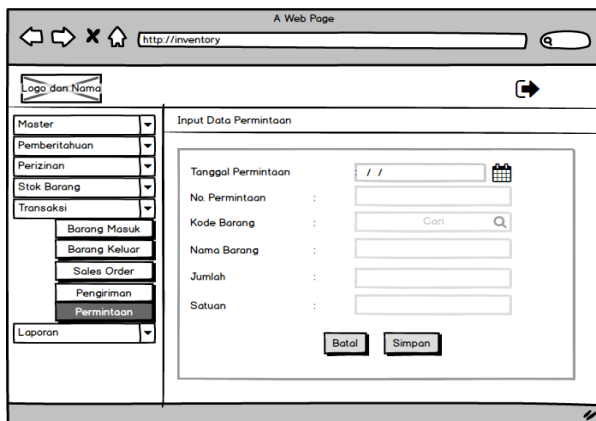 A Web Page
http://inventory
Logo dan Nama
Master
Input Data Permintaan
Pemberitahuan
Perizinan
Stok Barang
Transaksi
Barang Masuk
Barang Keluar
Sales Order
Pengiriman
Permintaan
Laporan
Tanggal Permintaan : / /
No. Permintaan :
Kode Barang : Cari
Nama Barang :
Jumlah :
Satuan :
Batal Simpan